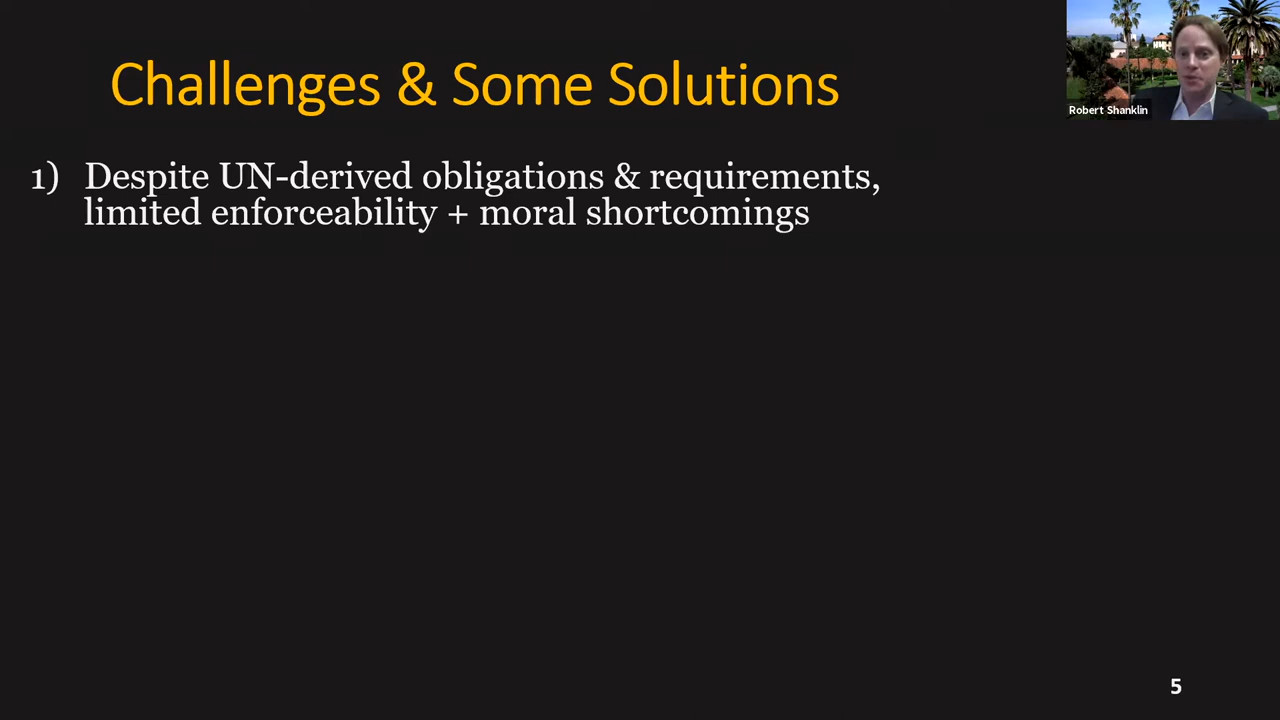 Challenges & Some Solutions
Robert Shanklin
1) Despite UN-derived obligations & requirements,
limited enforceability + moral shortcomings
5